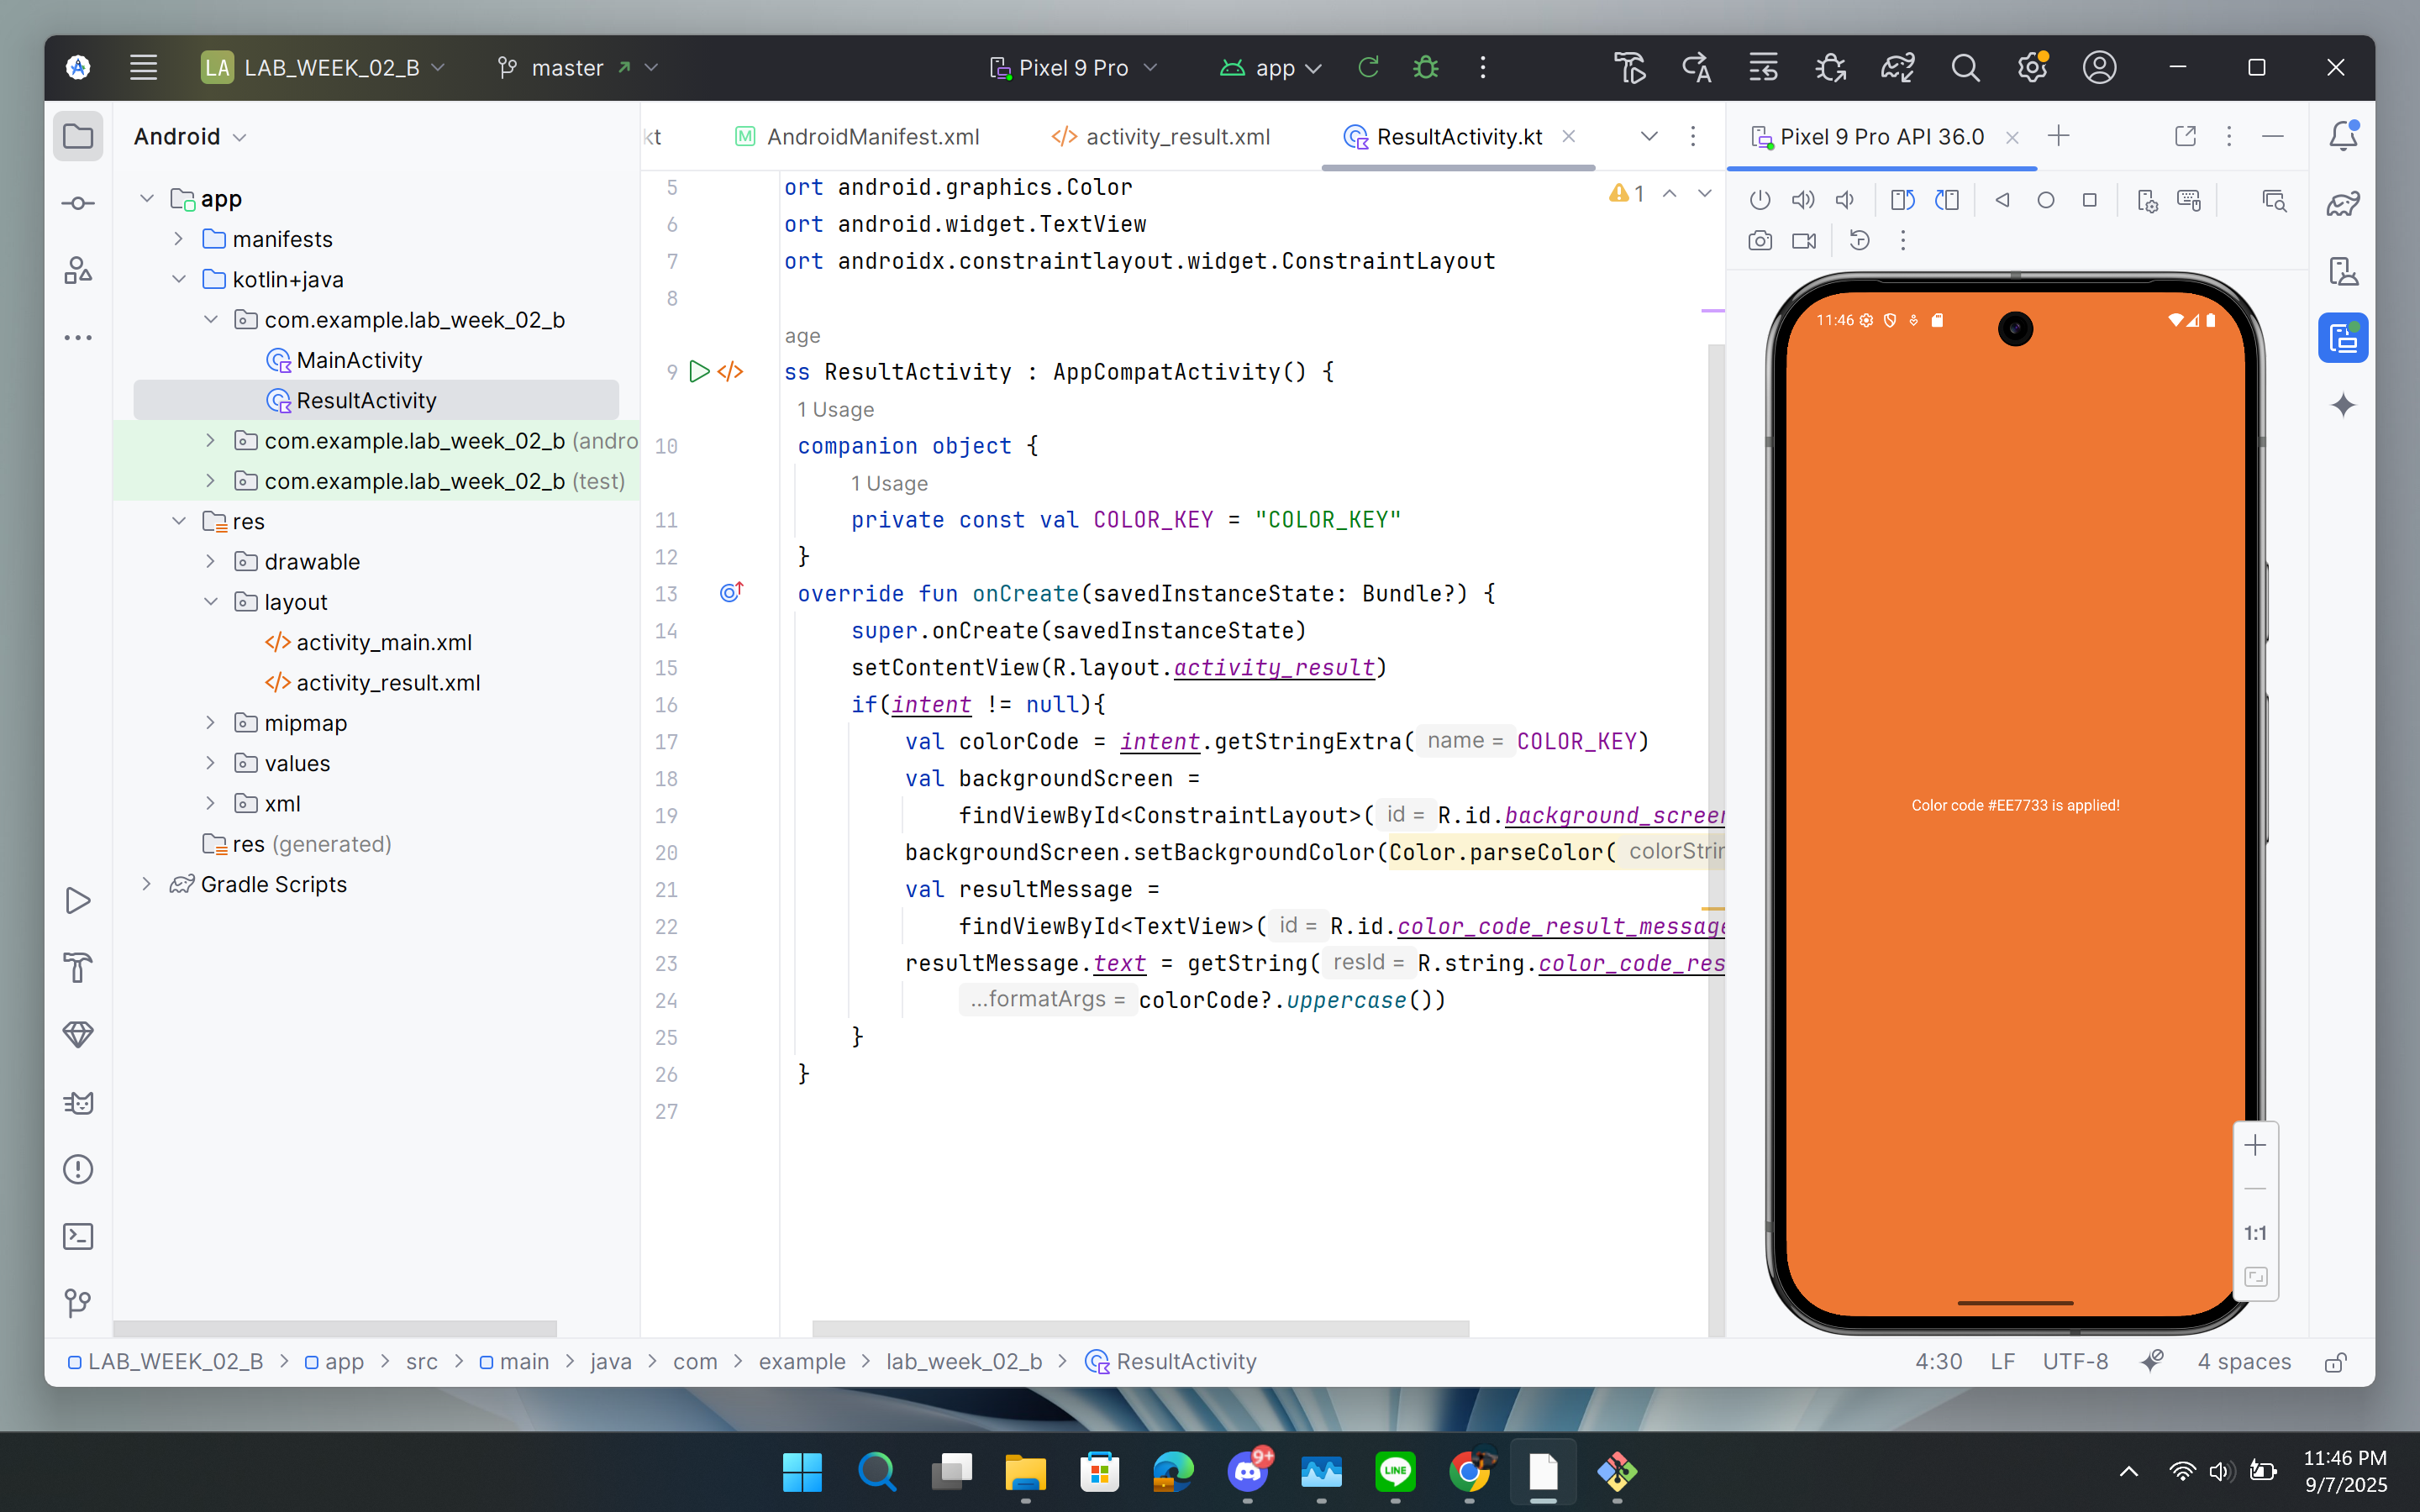 LA LAB_WEEK_02_B master Pixel 9 Pro app
Android
app
manifests
kotlin+java
com.example.lab_week_02_b
MainActivity
ResultActivity
com.example.lab_week_02_b (andro
com.example.lab_week_02_b (test)
res
drawable
layout
activity_main.xml
activity_result.xml
mipmap
values
xml
res (generated)
Gradle Scripts
kt AndroidManifest.xml activity_result.xml ResultActivity.kt
1
5 ort android.graphics.Color
6 ort android.widget.TextView
7 ort androidx.constraintlayout.widget.ConstraintLayout
8
age
9 ss ResultActivity : AppCompatActivity() {
1 Usage
10 companion object {
1 Usage
11 private const val COLOR_KEY = "COLOR_KEY"
12 }
13 override fun onCreate(savedInstanceState: Bundle?) {
14 super.onCreate(savedInstanceState)
15 setContentView(R.layout.activity_result)
16 if(intent != null){
17 val colorCode = intent.getStringExtra( name = COLOR_KEY)
18 val backgroundScreen =
19 findViewById<ConstraintLayout>( id = R.id.background_screen
20 backgroundScreen.setBackgroundColor(Color.parseColor( colorStrin
21 val resultMessage =
22 findViewById<TextView>( id = R.id.color_code_result_message
23 resultMessage.text = getString( resId = R.string.color_code_res
24 ...formatArgs = colorCode?.uppercase())
25 }
26 }
27
Pixel 9 Pro API 36.0
11:46
Color code #EE7733 is applied!
1:1
LAB_WEEK_02_B > app > src > main > java > com > example > lab_week_02_b > ResultActivity
4:30 LF UTF-8 4 spaces
9+
LINE
11:46 PM
9/7/2025